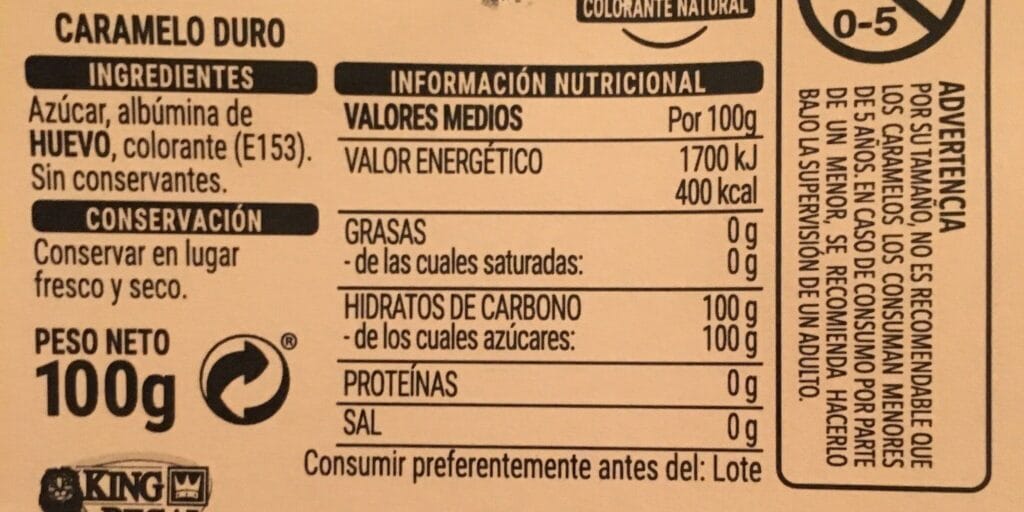 CARAMELO DURO
INGREDIENTES
Azúcar, albúmina de
HUEVO, colorante (E153).
Sin conservantes.
CONSERVACIÓN
Conservar en lugar
fresco y seco.
PESO NETO
100g
®
KING
COLORANTE NATURAL
INFORMACIÓN NUTRICIONAL
VALORES MEDIOS Por 100g
VALOR ENERGÉTICO 1700 kJ
400 kcal
GRASAS 0 g
- de las cuales saturadas: 0 g
HIDRATOS DE CARBONO 100 g
- de los cuales azúcares: 100 g
PROTEÍNAS 0 g
SAL 0 g
Consumir preferentemente antes del: Lote
0-5
ADVERTENCIA
POR SU TAMAÑO, NO ES RECOMENDABLE QUE
LOS CARAMELOS LOS CONSUMAN MENORES
DE 5 AÑOS. EN CASO DE CONSUMO POR PARTE
DE UN MENOR, SE RECOMIENDA HACERLO
BAJO LA SUPERVISIÓN DE UN ADULTO.